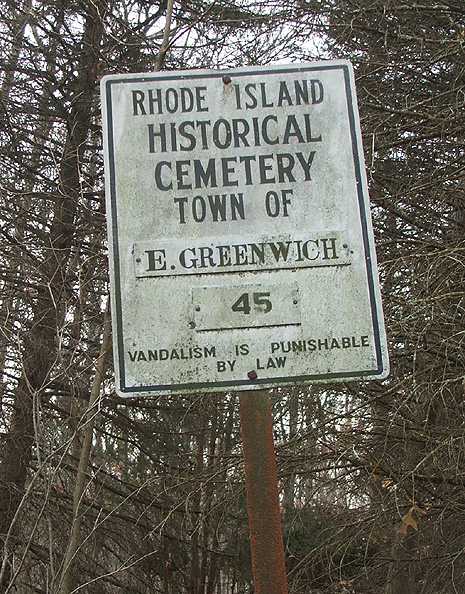 RHODE ISLAND
HISTORICAL
CEMETERY
TOWN OF
E. GREENWICH
45
VANDALISM IS PUNISHABLE
BY LAW